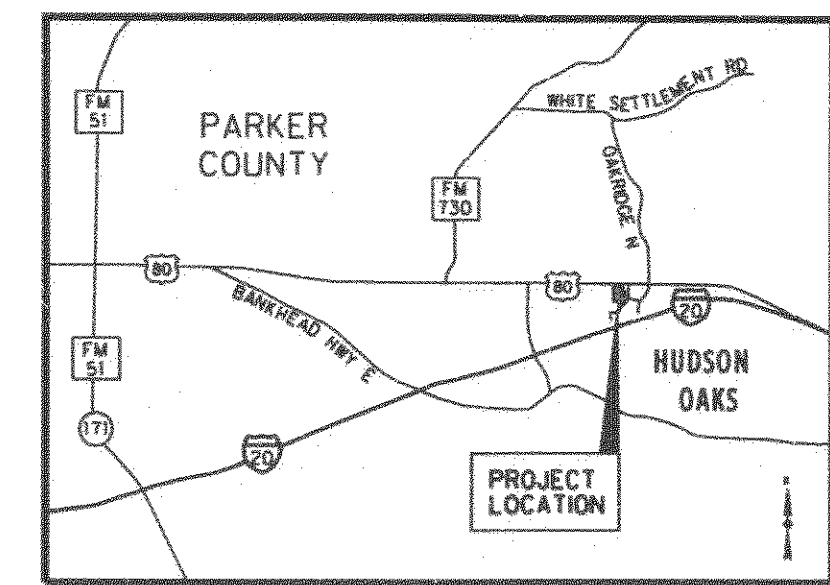 FM
51
PARKER
COUNTY
WHITE SETTLEMENT RD
OAKRIDGE N
FM
730
80
80
BANKHEAD HWY E
20
FM
51
HUDSON
OAKS
171
20
PROJECT
LOCATION